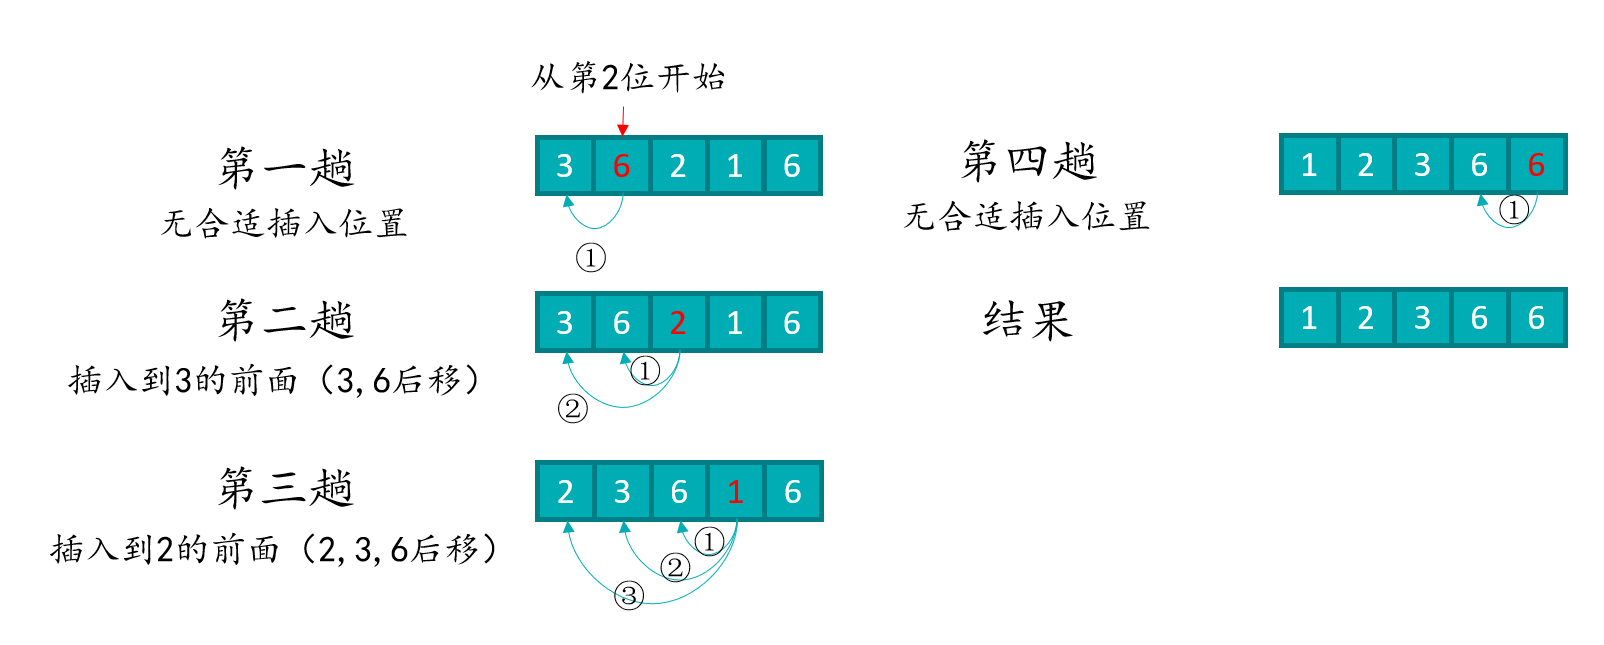 从第2位开始
第一趟
3 6 2 1 6
无合适插入位置
①
第二趟
3 6 2 1 6
插入到3的前面（3,6后移）
①
②
第三趟
2 3 6 1 6
插入到2的前面（2,3,6后移）
①
②
③
第四趟
1 2 3 6 6
无合适插入位置
①
结果
1 2 3 6 6